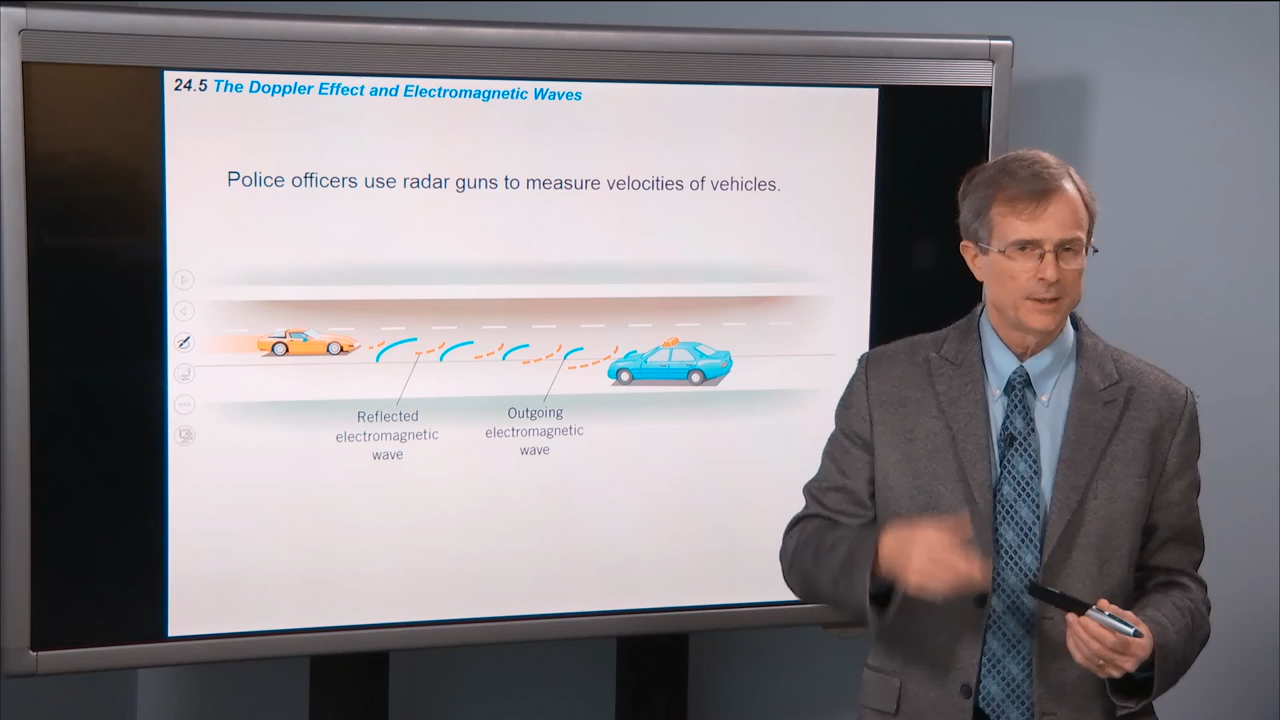 24.5 The Doppler Effect and Electromagnetic Waves
Police officers use radar guns to measure velocities of vehicles.
Reflected
electromagnetic
wave
Outgoing
electromagnetic
wave